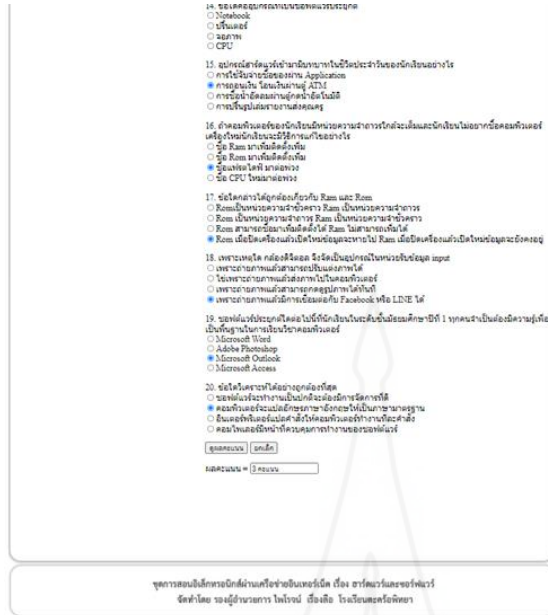 14. ข้อใดคืออุปกรณ์ที่เป็นซอฟต์แวร์ประยุกต์
Notebook
ปริ้นเตอร์
จอภาพ
CPU
15. อุปกรณ์ฮาร์ดแวร์เข้ามามีบทบาทในชีวิตประจำวันของนักเรียนอย่างไร
การใช้จ่ายซื้อของผ่าน Application
การถอนเงิน โอนเงินผ่านตู้ ATM
การซื้อน้ำอัดลมผ่านตู้กดน้ำอัตโนมัติ
การปริ้นรูปเล่มรายงานส่งคุณครู
16. ถ้าคอมพิวเตอร์ของนักเรียนมีหน่วยความจำถาวรใกล้จะเต็มและนักเรียนไม่อยากซื้อคอมพิวเตอร์
เครื่องใหม่นักเรียนจะมีวิธีการแก้ไขอย่างไร
ซื้อ Ram มาเพิ่มติดตั้งเพิ่ม
ซื้อ Rom มาเพิ่มติดตั้งเพิ่ม
ซื้อแฟรตไดฟ์ มาต่อพ่วง
ซื้อ CPU ใหม่มาต่อพ่วง
17. ข้อใดกล่าวได้ถูกต้องเกี่ยวกับ Ram และ Rom
Romเป็นหน่วยความจำชั่วคราว Ram เป็นหน่วยความจำถาวร
Rom เป็นหน่วยความจำถาวร Ram เป็นหน่วยความจำชั่วคราว
Rom สามารถซื้อมาเพิ่มติดตั้งได้ Ram ไม่สามารถเพิ่มได้
Rom เมื่อปิดเครื่องแล้วเปิดใหม่ข้อมูลจะหายไป Ram เมื่อปิดเครื่องแล้วเปิดใหม่ข้อมูลจะยังคงอยู่
18. เพราะเหตุใด กล้องดิจิตอล จึงจัดเป็นอุปกรณ์ในหน่วยรับข้อมูล input
เพราะถ่ายภาพแล้วสามารถปรับแต่งภาพได้
ใช่เพราะถ่ายภาพแล้วส่งภาพไปในคอมพิวเตอร์
เพราะถ่ายภาพแล้วสามารถกดดูรูปภาพได้ทันที
เพราะถ่ายภาพแล้วมีการเชื่อมต่อกับ Facebook หรือ LINE ได้
19. ซอฟต์แวร์ประยุกต์ใดต่อไปนี้ที่นักเรียนในระดับชั้นมัธยมศึกษาปีที่ 1 ทุกคนจำเป็นต้องมีความรู้เพื่อ
เป็นพื้นฐานในการเรียนวิชาคอมพิวเตอร์
Microsoft Word
Adobe Photoshop
Microsoft Outlook
Microsoft Access
20. ข้อใดวิเคราะห์ได้อย่างถูกต้องที่สุด
ซอฟต์แวร์จะทำงานเป็นปกติจะต้องมีการจัดการที่ดี
คอมพิวเตอร์จะแปลอักษรภาษาอังกฤษให้เป็นภาษามาตรฐาน
อินเตอร์พรีเตอร์แปลคำสั่งให้คอมพิวเตอร์ทำงานทีละคำสั่ง
คอมไพเลอร์มีหน้าที่ควบคุมการทำงานของซอฟต์แวร์
ดูผลคะแนน ยกเลิก
ผลคะแนน = 3 คะแนน
ชุดการสอนอิเล็กทรอนิกส์ผ่านเครือข่ายอินเทอร์เน็ต เรื่อง ฮาร์ดแวร์และซอฟต์แวร์
จัดทำโดย รองผู้อำนวยการ ไพโรจน์ เรืองลือ โรงเรียนตะคร้อพิทยา